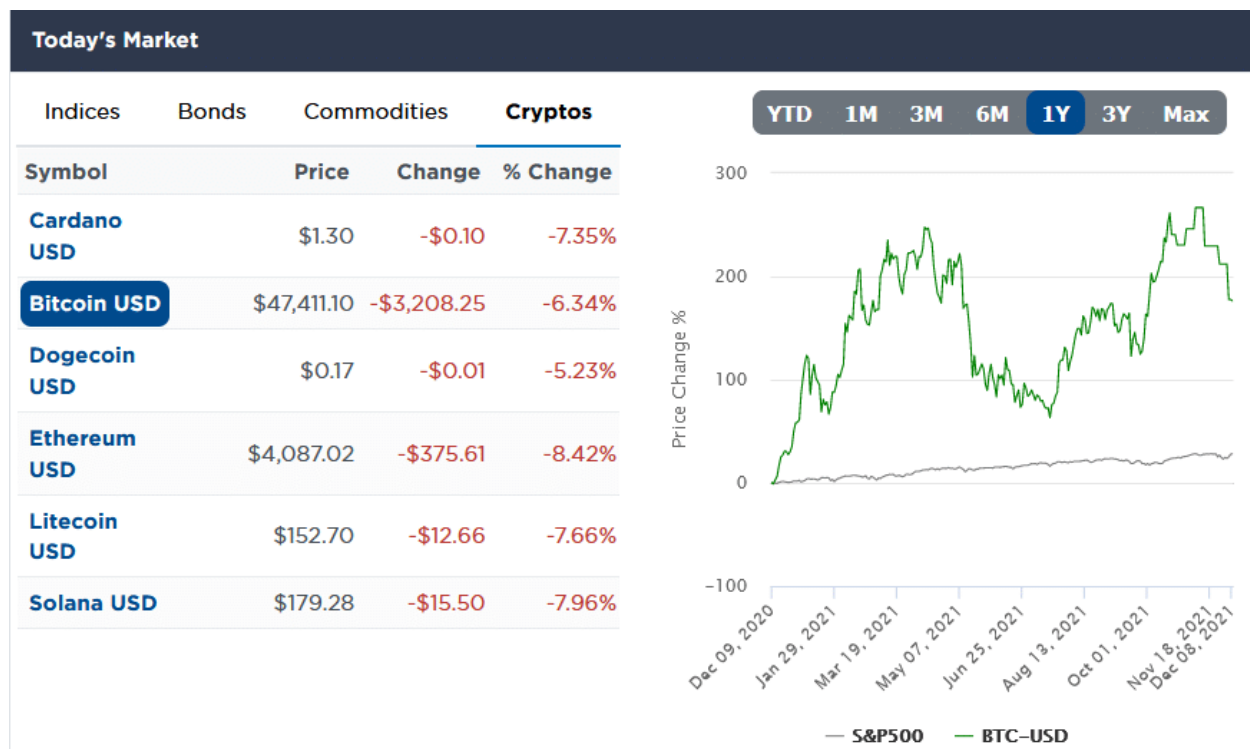 Today's Market
Indices Bonds Commodities Cryptos
Symbol Price Change % Change
Cardano
USD
$1.30 -$0.10 -7.35%
Bitcoin USD $47,411.10 -$3,208.25 -6.34%
Dogecoin
USD
$0.17 -$0.01 -5.23%
Ethereum
USD
$4,087.02 -$375.61 -8.42%
Litecoin
USD
$152.70 -$12.66 -7.66%
Solana USD $179.28 -$15.50 -7.96%
YTD 1M 3M 6M 1Y 3Y Max
Price Change %
300
200
100
0
-100
Dec 09, 2020
Jan 29, 2021
Mar 19, 2021
May 07, 2021
Jun 25, 2021
Aug 13, 2021
Oct 01, 2021
Nov 18, 2021
Dec 08, 2021
S&P500 BTC-USD